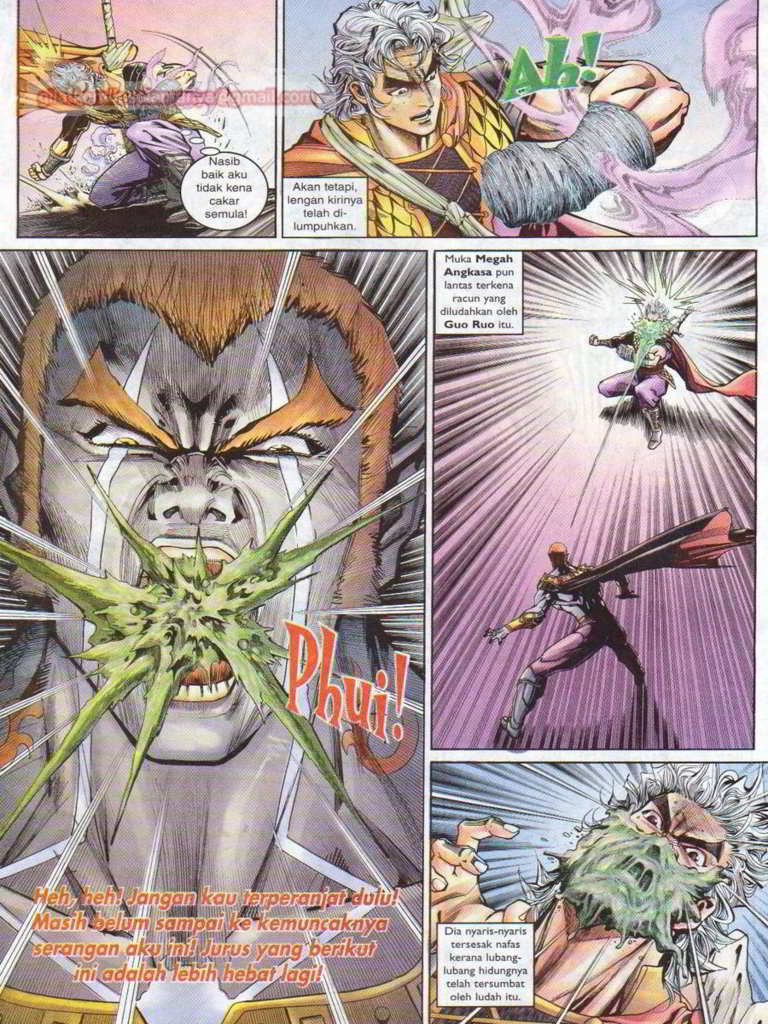 Nasib
baik aku
tidak kena
cakar
semula!
Ah!
Akan tetapi,
lengan kirinya
telah di-
lumpuhkan.
Phui!
Heh, heh! Jangan kau terperanjat dulu!
Masih belum sampai ke kemuncaknya
serangan aku ini! Jurus yang berikut
ini adalah lebih hebat lagi!
Muka Megah
Angkasa pun
lantas terkena
racun yang
diludahkan oleh
Guo Ruo itu.
Dia nyaris-nyaris
tersesak nafas
kerana lubang-
lubang hidungnya
telah tersumbat
oleh ludah itu.